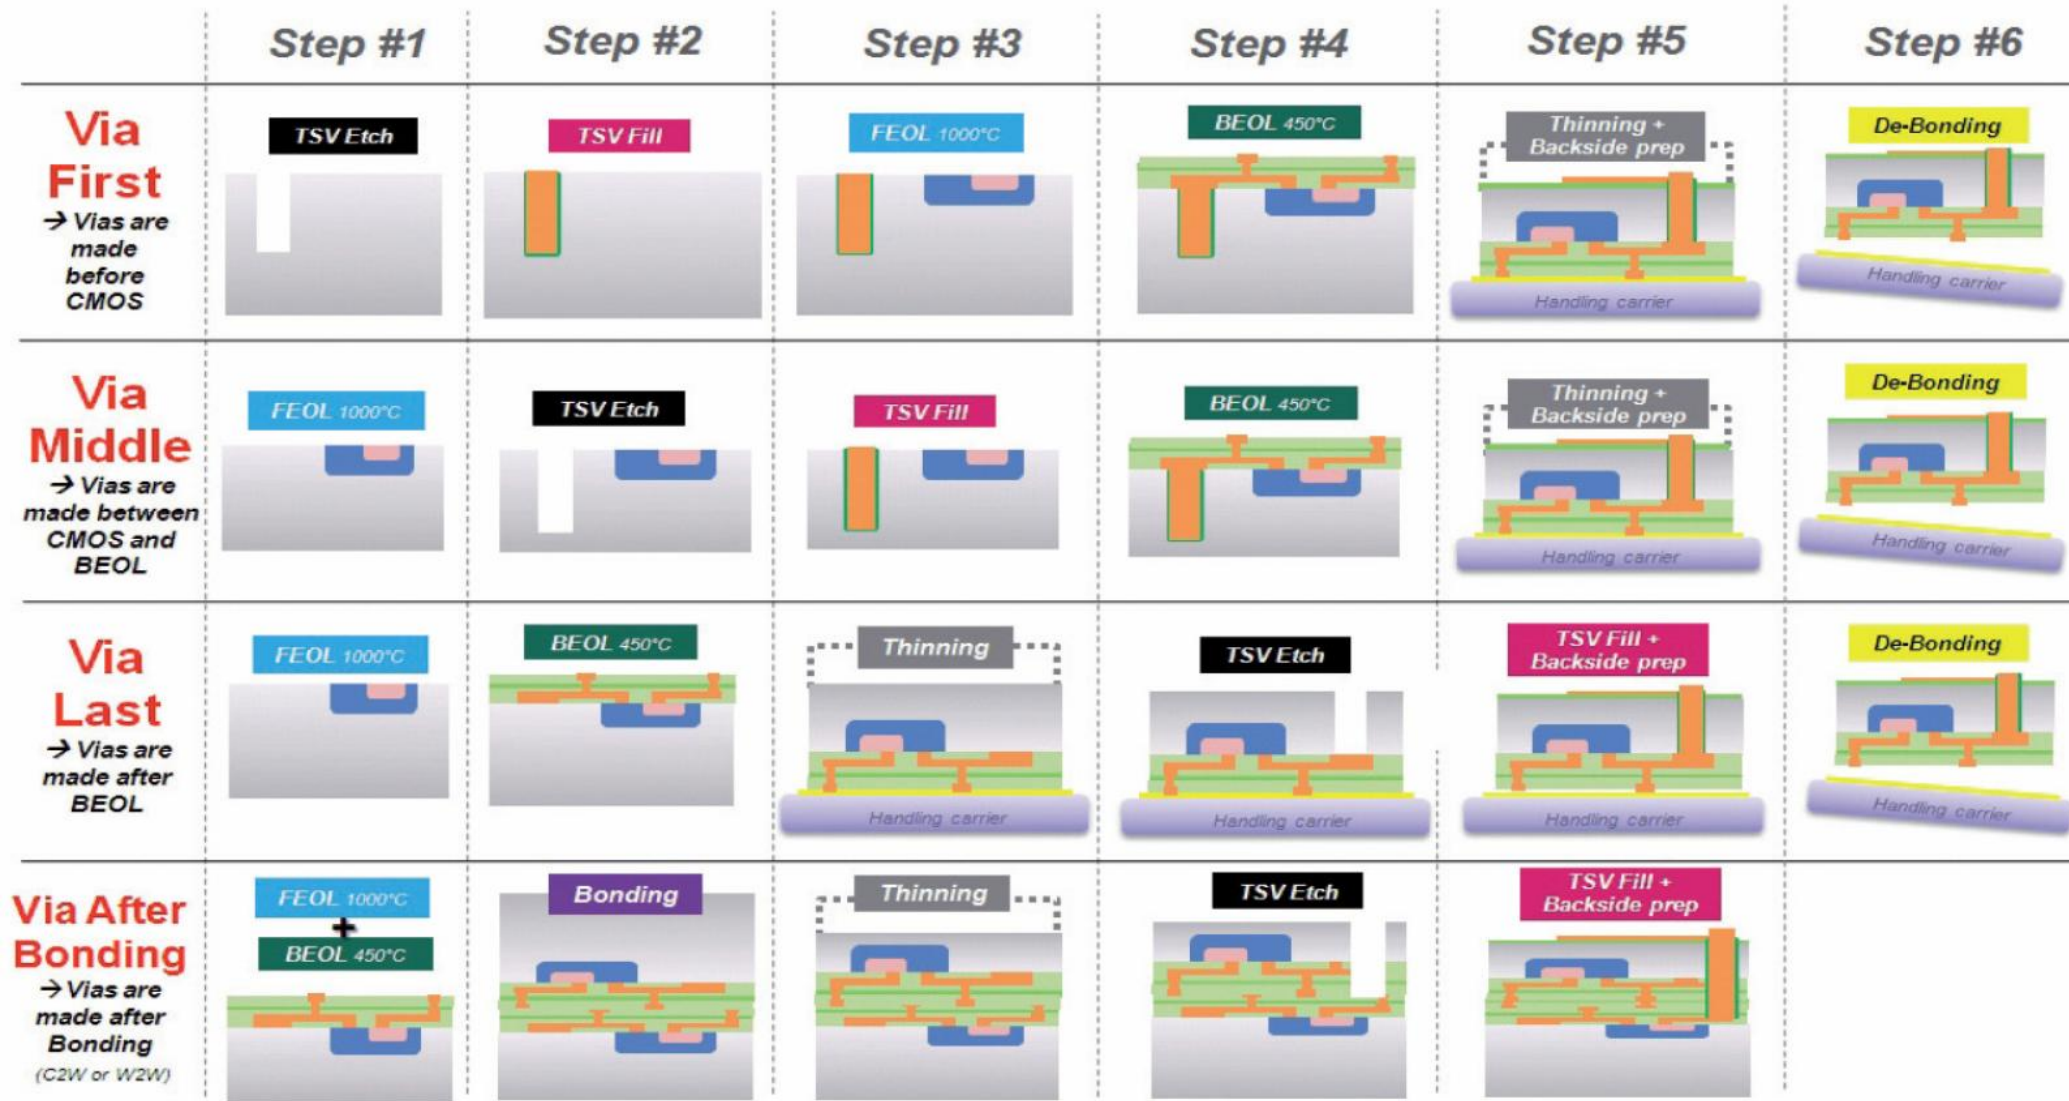 Step #1
Step #2
Step #3
Step #4
Step #5
Step #6
Via
First
→ Vias are
made
before
CMOS
TSV Etch
TSV Fill
FEOL 1000°C
BEOL 450°C
Thinning +
Backside prep
Handling carrier
De-Bonding
Handling carrier
Via
Middle
→ Vias are
made between
CMOS and
BEOL
FEOL 1000°C
TSV Etch
TSV Fill
BEOL 450°C
Thinning +
Backside prep
Handling carrier
De-Bonding
Handling carrier
Via
Last
→ Vias are
made after
BEOL
FEOL 1000°C
BEOL 450°C
Thinning
Handling carrier
TSV Etch
Handling carrier
TSV Fill +
Backside prep
Handling carrier
De-Bonding
Handling carrier
Via After
Bonding
→ Vias are
made after
Bonding
(C2W or W2W)
FEOL 1000°C
+
BEOL 450°C
Bonding
Thinning
TSV Etch
TSV Fill +
Backside prep